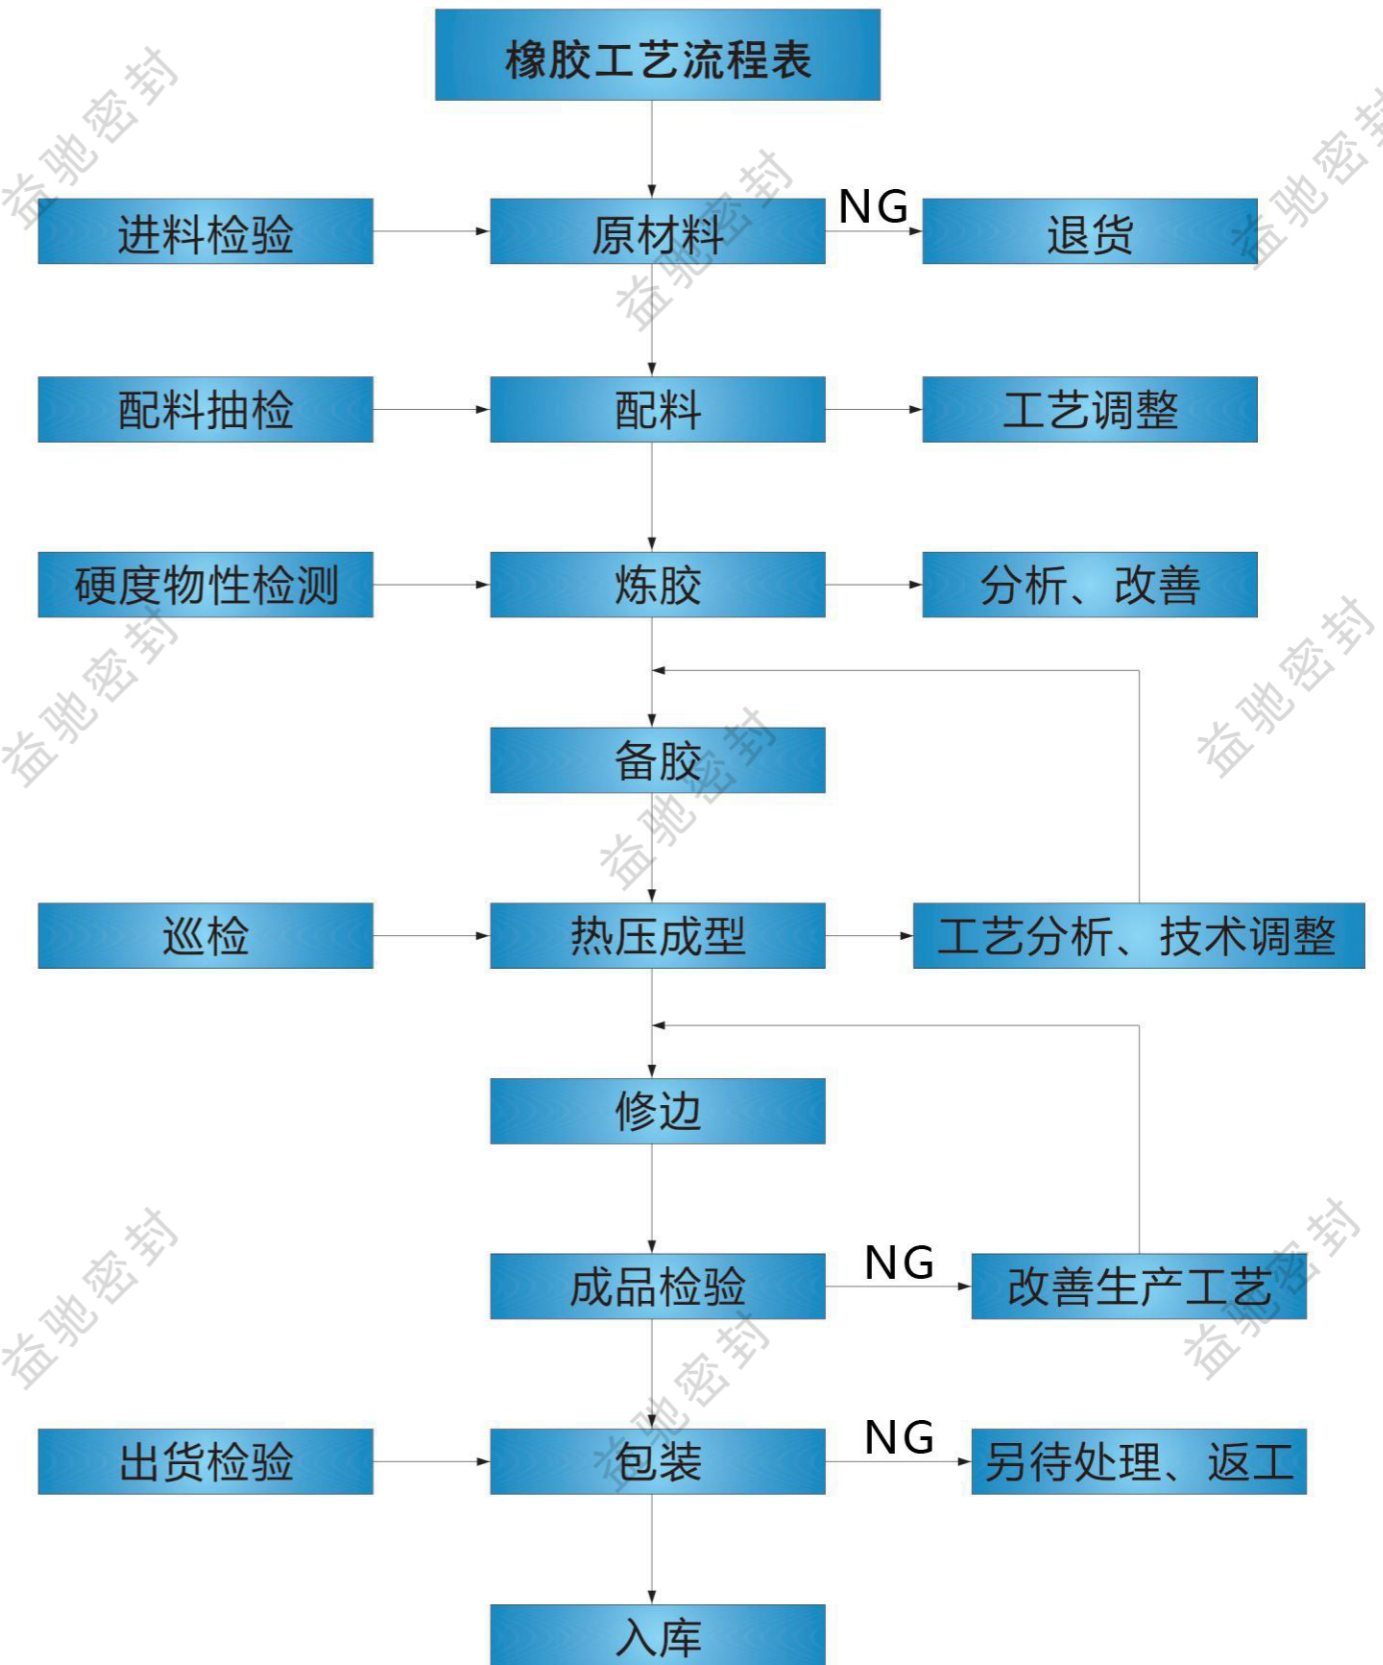 橡胶工艺流程表
进料检验
原材料
NG
退货
配料抽检
配料
工艺调整
硬度物性检测
炼胶
分析、改善
备胶
巡检
热压成型
工艺分析、技术调整
修边
成品检验
NG
改善生产工艺
出货检验
包装
NG
另待处理、返工
入库
益驰密封
益驰密封
益驰密封
益驰密封
益驰密封
益驰密封
益驰密封
益驰密封
益驰密封